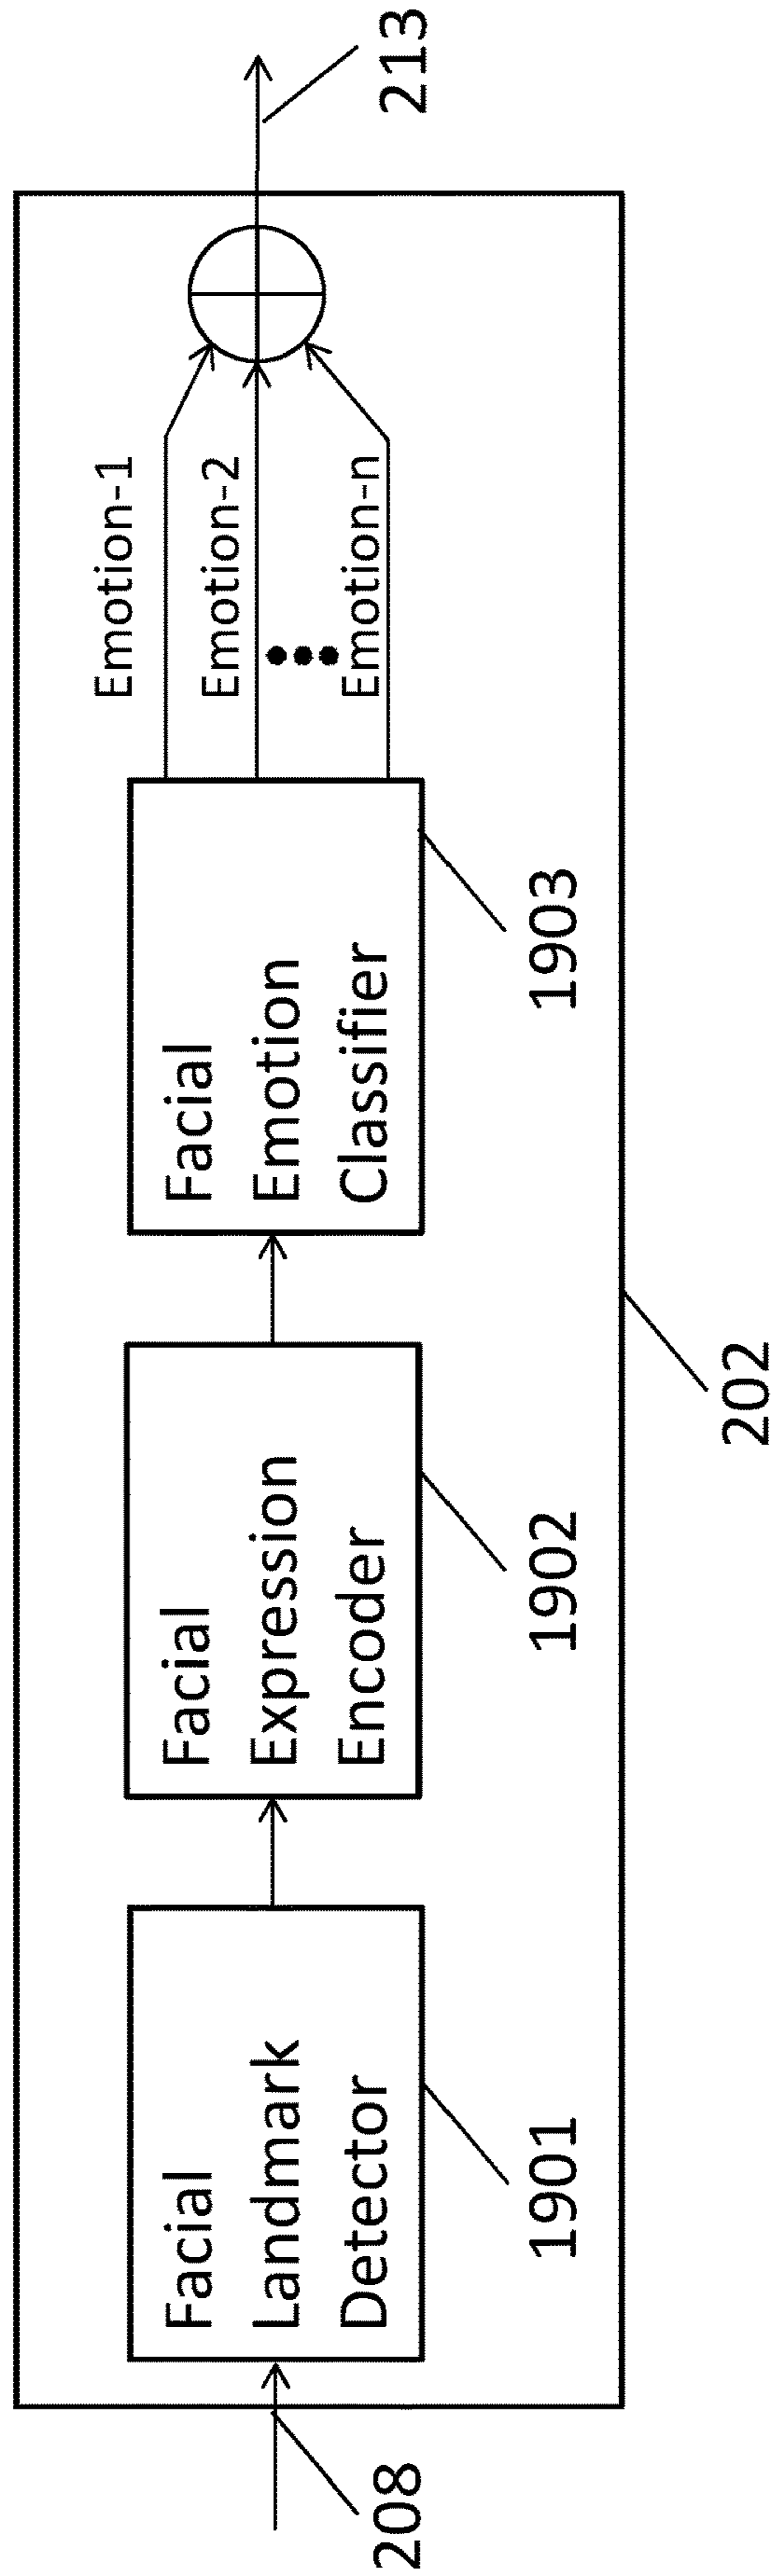 208
Facial
Landmark
Detector
1901
Facial
Expression
Encoder
1902
Facial
Emotion
Classifier
1903
Emotion-1
Emotion-2
Emotion-n
213
202